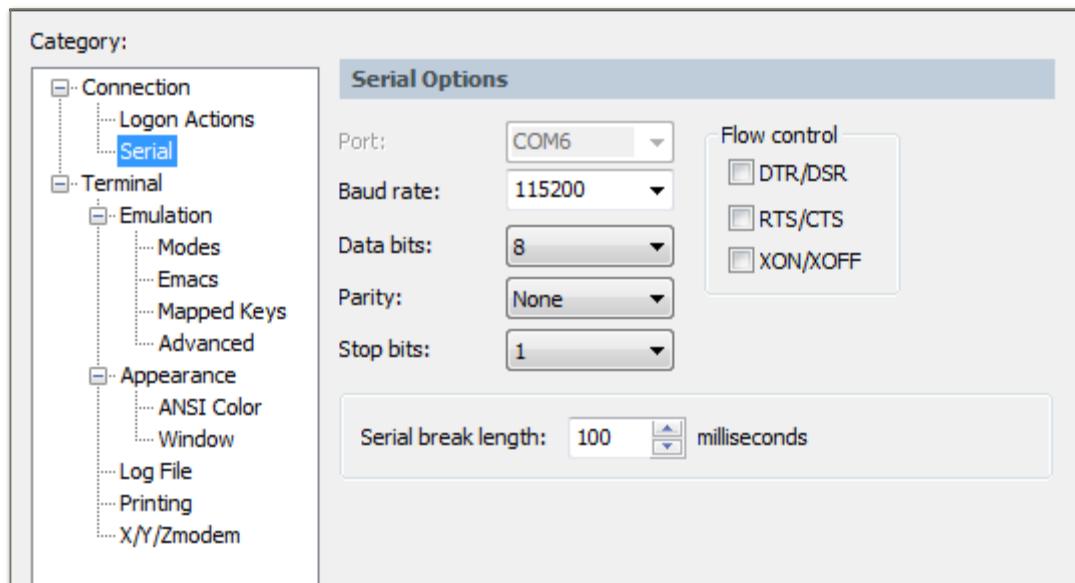 Category:
Connection
Logon Actions
Serial
Terminal
Emulation
Modes
Emacs
Mapped Keys
Advanced
Appearance
ANSI Color
Window
Log File
Printing
X/Y/Zmodem
Serial Options
Port: COM6
Baud rate: 115200
Data bits: 8
Parity: None
Stop bits: 1
Flow control
DTR/DSR
RTS/CTS
XON/XOFF
Serial break length: 100 milliseconds